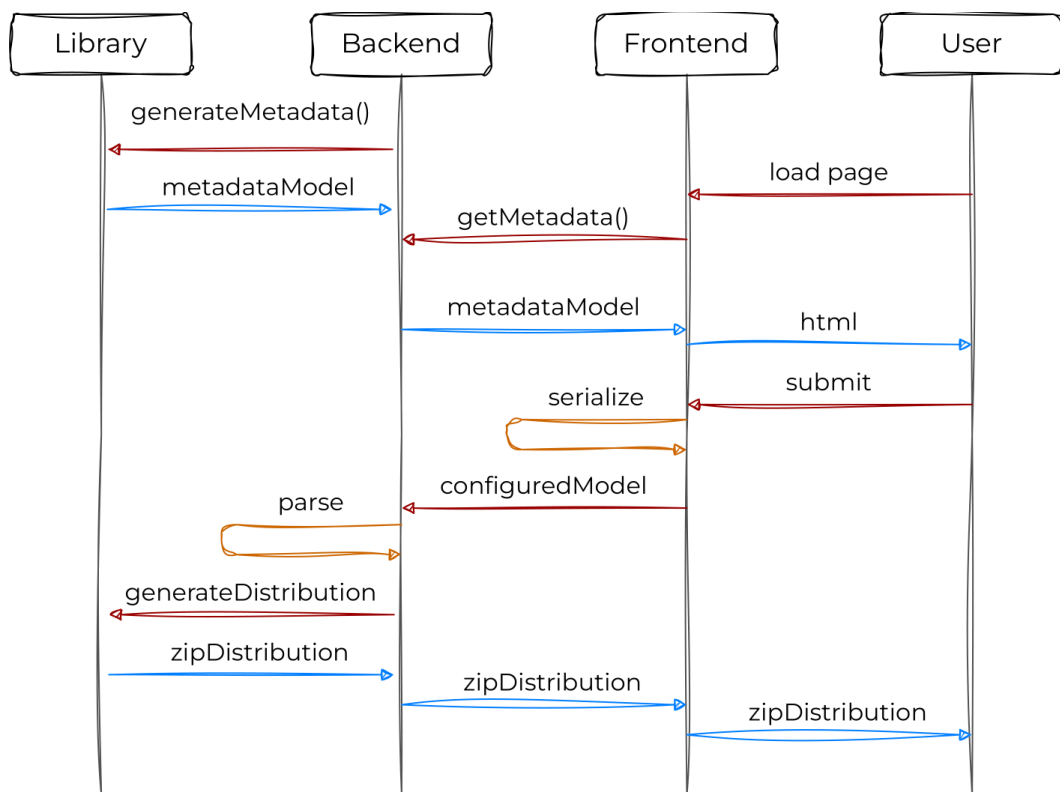 Library
Backend
Frontend
User
generateMetadata()
load page
metadataModel
getMetadata()
metadataModel
html
submit
serialize
configuredModel
parse
generateDistribution
zipDistribution
zipDistribution
zipDistribution